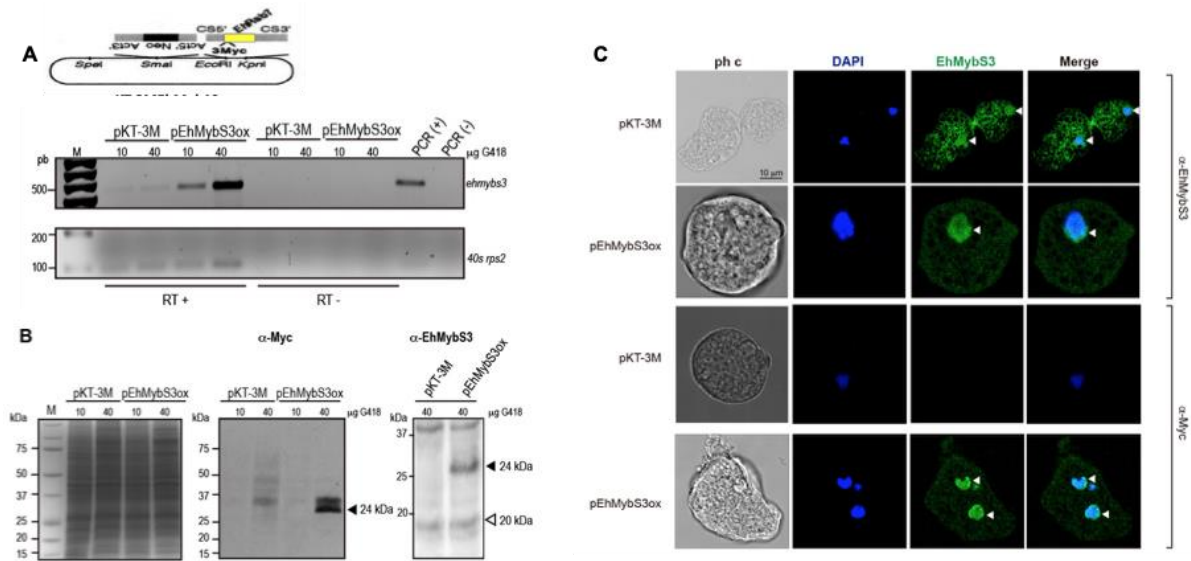 A
CS5' EhRab7 CS3'
Act3' Neo Act5'
3Myc
SpeI SmaI EcoRI KpnI
pKT-3M pEhMybS3ox
pb M 10 40 10 40 10 40 10 40 µg G418
pKT-3M pEhMybS3ox PCR (+) PCR (-)
500
ehmybs3
200
100
40s rps2
RT + RT -
B
α-Myc
α-EhMybS3
pKT-3M pEhMybS3ox
kDa M 10 40 10 40
75
50
37
25
20
15
pKT-3M pEhMybS3ox
kDa 10 40 10 40 µg G418
75
50
37
25
20
15
24 kDa
pKT-3M pEhMybS3ox
kDa 40 40 µg G418
37
25
20
24 kDa
20 kDa
C
ph c DAPI EhMybS3 Merge
pKT-3M
10 µm
pEhMybS3ox
α-EhMybS3
pKT-3M
pEhMybS3ox
α-Myc